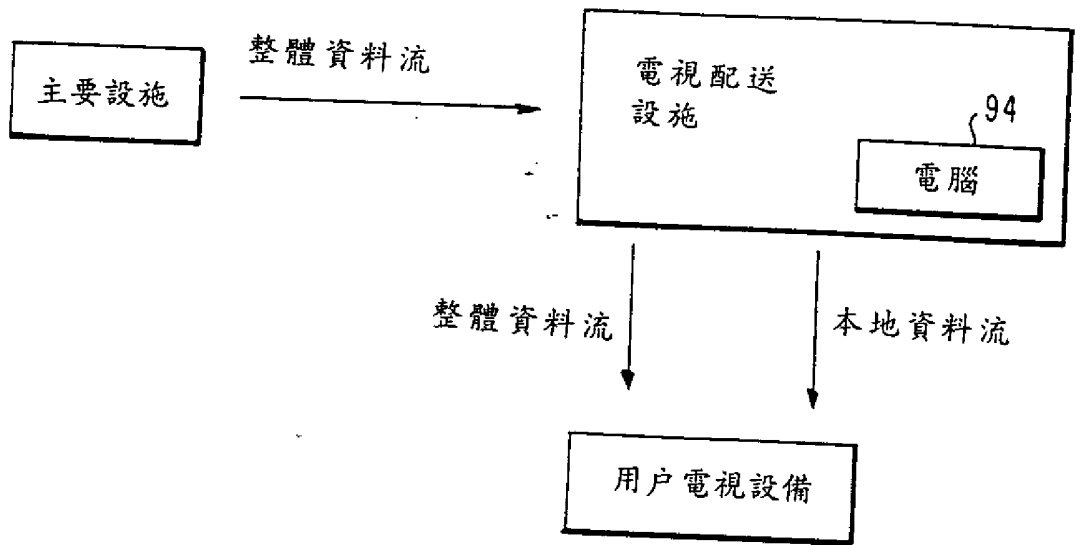 主要設施
整體資料流
電視配送
設施
94
電腦
整體資料流
本地資料流
用户電視設備